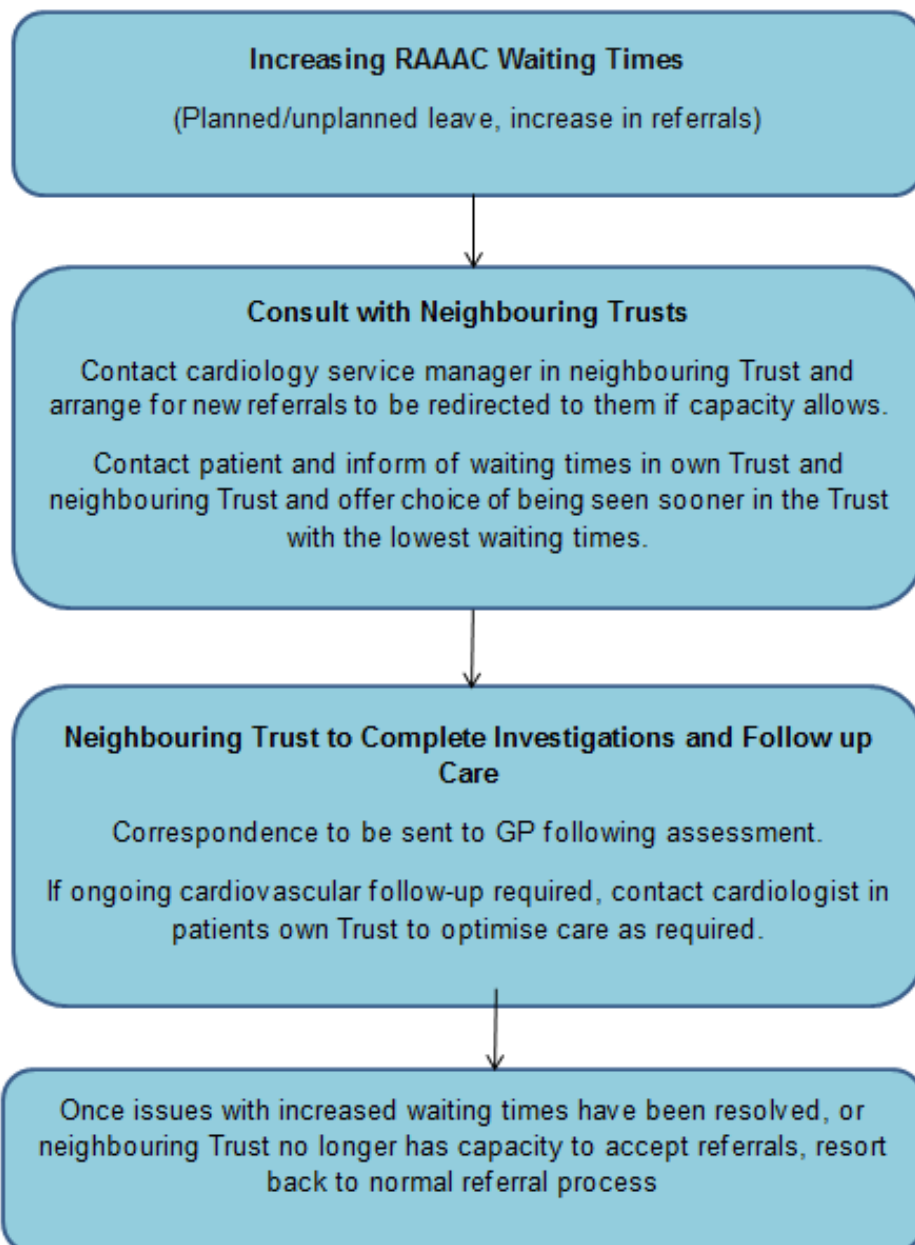 Increasing RAAAC Waiting Times
(Planned/unplanned leave, increase in referrals)
Consult with Neighbouring Trusts
Contact cardiology service manager in neighbouring Trust and
arrange for new referrals to be redirected to them if capacity allows.
Contact patient and inform of waiting times in own Trust and
neighbouring Trust and offer choice of being seen sooner in the Trust
with the lowest waiting times.
Neighbouring Trust to Complete Investigations and Follow up
Care
Correspondence to be sent to GP following assessment.
If ongoing cardiovascular follow-up required, contact cardiologist in
patients own Trust to optimise care as required.
Once issues with increased waiting times have been resolved, or
neighbouring Trust no longer has capacity to accept referrals, resort
back to normal referral process